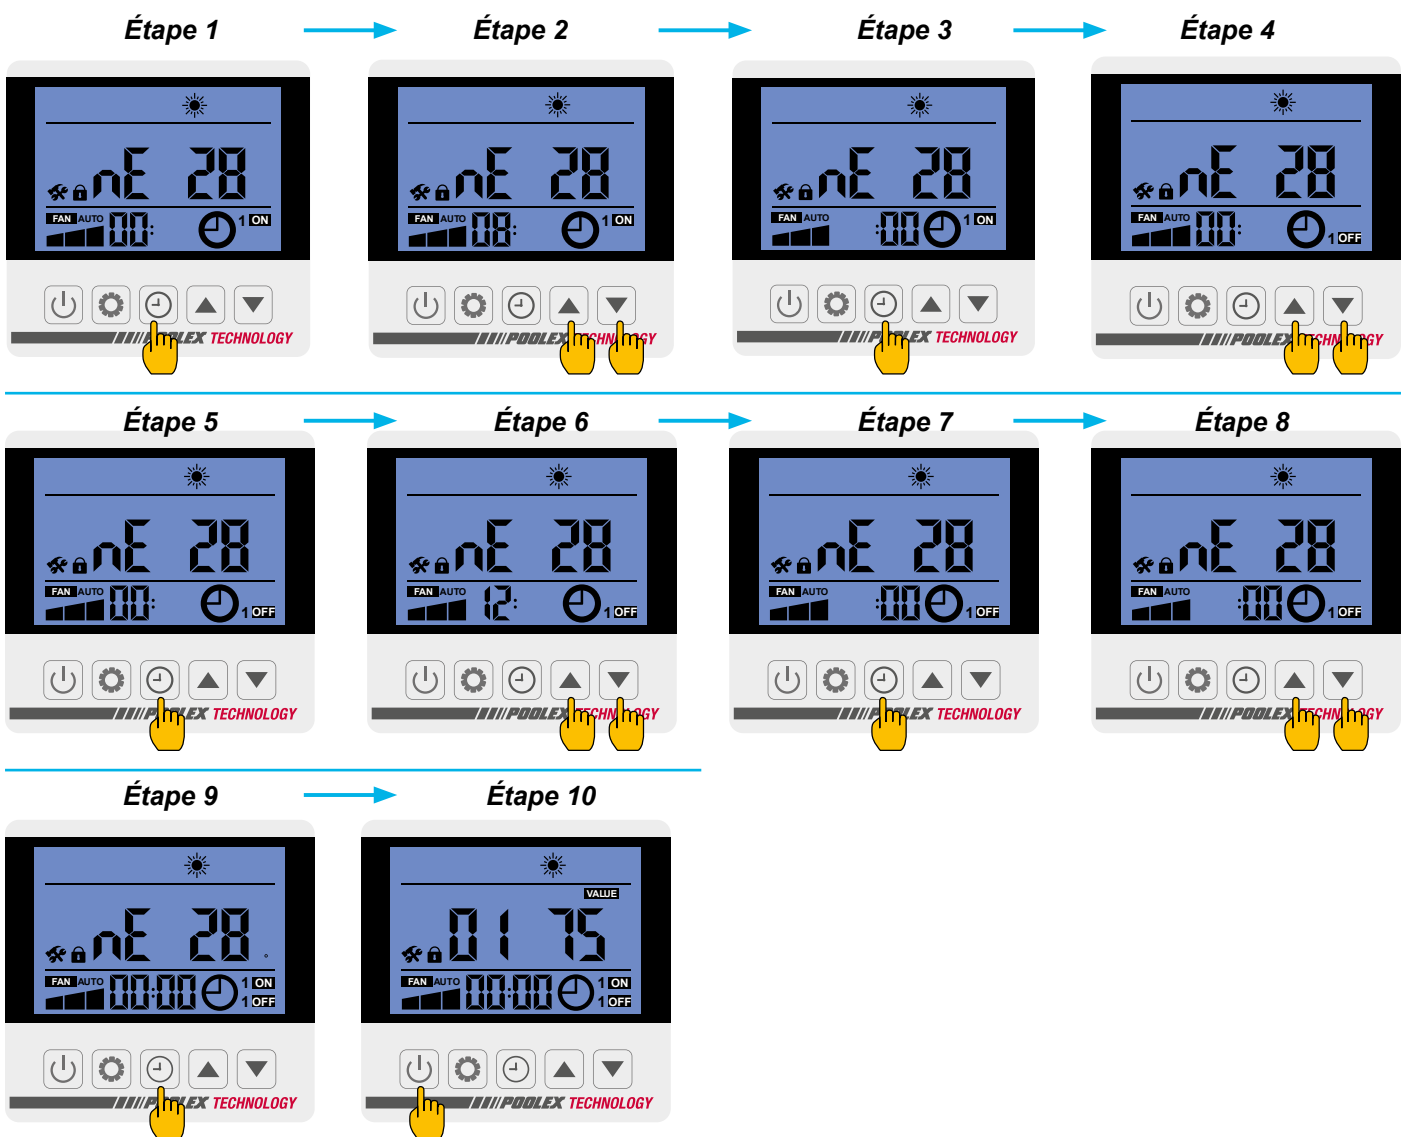 Étape 1
Étape 2
Étape 3
Étape 4
nE 28
FAN AUTO 00: 1 ON
TECHNOLOGY
nE 28
FAN AUTO 08: 1 ON
POOLEX
nE 28
FAN AUTO :00 1 ON
TECHNOLOGY
nE 28
FAN AUTO 00: 1 OFF
POOLEX
Étape 5
Étape 6
Étape 7
Étape 8
nE 28
FAN AUTO 00: 1 OFF
TECHNOLOGY
nE 28
FAN AUTO 12: 1 OFF
POOLEX
nE 28
FAN AUTO :00 1 OFF
POOLEX TECHNOLOGY
nE 28
FAN AUTO :00 1 OFF
POOLEX
Étape 9
Étape 10
nE 28
FAN AUTO 00:00 1 ON
1 OFF
TECHNOLOGY
VALUE
01 75
FAN AUTO 00:00 1 ON
1 OFF
POOLEX TECHNOLOGY